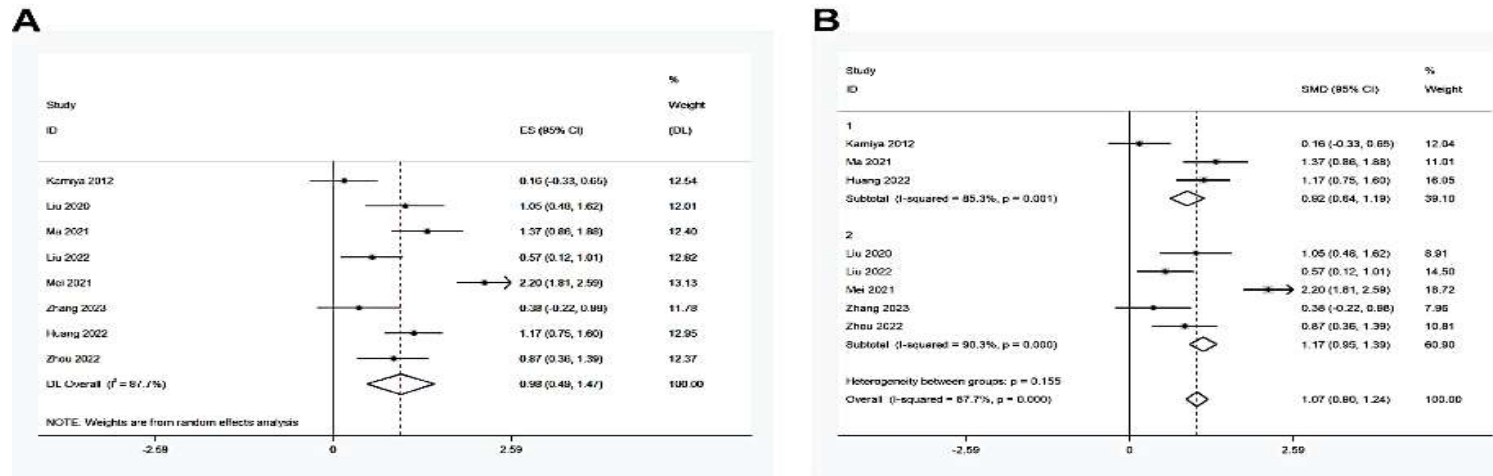 A
%
Study Weight
ID ES (95% CI) (DL)
Kamiya 2012 0.16 (-0.33, 0.65) 12.54
Liu 2020 1.05 (0.48, 1.62) 12.01
Ma 2021 1.37 (0.86, 1.88) 12.40
Liu 2022 0.57 (0.12, 1.01) 12.82
Mei 2021 2.20 (1.81, 2.59) 13.13
Zhang 2023 0.38 (-0.22, 0.98) 11.78
Huang 2022 1.17 (0.75, 1.60) 12.95
Zhou 2022 0.87 (0.36, 1.39) 12.37
DL Overall (I² = 87.7%) 0.98 (0.49, 1.47) 100.00
NOTE: Weights are from random effects analysis
-2.59 0 2.59
B
Study %
ID SMD (95% CI) Weight
1
Kamiya 2012 0.16 (-0.33, 0.65) 12.04
Ma 2021 1.37 (0.86, 1.88) 11.01
Huang 2022 1.17 (0.75, 1.60) 16.05
Subtotal (I-squared = 85.3%, p = 0.001) 0.92 (0.64, 1.19) 39.10
2
Liu 2020 1.05 (0.48, 1.62) 8.91
Liu 2022 0.57 (0.12, 1.01) 14.50
Mei 2021 2.20 (1.81, 2.59) 18.72
Zhang 2023 0.38 (-0.22, 0.98) 7.96
Zhou 2022 0.87 (0.36, 1.39) 10.81
Subtotal (I-squared = 90.3%, p = 0.000) 1.17 (0.95, 1.39) 60.90
Heterogeneity between groups: p = 0.155
Overall (I-squared = 87.7%, p = 0.000) 1.07 (0.90, 1.24) 100.00
-2.59 0 2.59